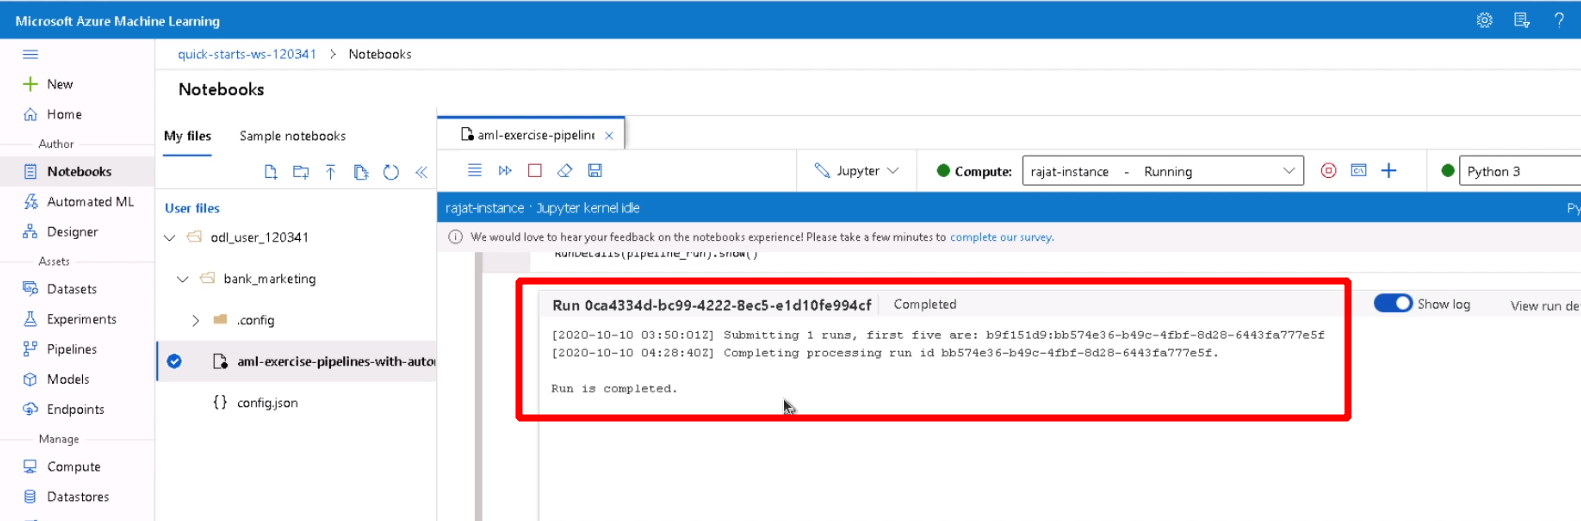 Microsoft Azure Machine Learning
quick-starts-ws-120341 > Notebooks
New
Home
Author
Notebooks
Automated ML
Designer
Assets
Datasets
Experiments
Pipelines
Models
Endpoints
Manage
Compute
Datastores
Notebooks
My files Sample notebooks
User files
odl_user_120341
bank_marketing
.config
aml-exercise-pipelines-with-auto
{} config.json
aml-exercise-pipeline ×
Jupyter Compute: rajat-instance - Running Python 3
rajat-instance · Jupyter kernel idle Py
We would love to hear your feedback on the notebooks experience! Please take a few minutes to complete our survey.
RunDetails(pipeline_run).show()
Run 0ca4334d-bc99-4222-8ec5-e1d10fe994cf Completed Show log View run de
[2020-10-10 03:50:01Z] Submitting 1 runs, first five are: b9f151d9:bb574e36-b49c-4fbf-8d28-6443fa777e5f
[2020-10-10 04:28:40Z] Completing processing run id bb574e36-b49c-4fbf-8d28-6443fa777e5f.
Run is completed.